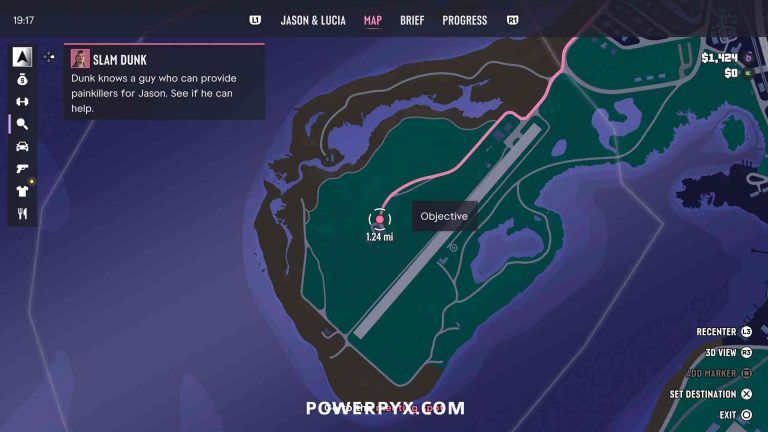 19:17
L1 JASON & LUCIA MAP BRIEF PROGRESS R1
$1,424
$0
SLAM DUNK
Dunk knows a guy who can provide
painkillers for Jason. See if he can
help.
Objective
1.24 mi
RECENTER L3
3D VIEW R3
ADD MARKER
SET DESTINATION
EXIT
POWERPYX.COM